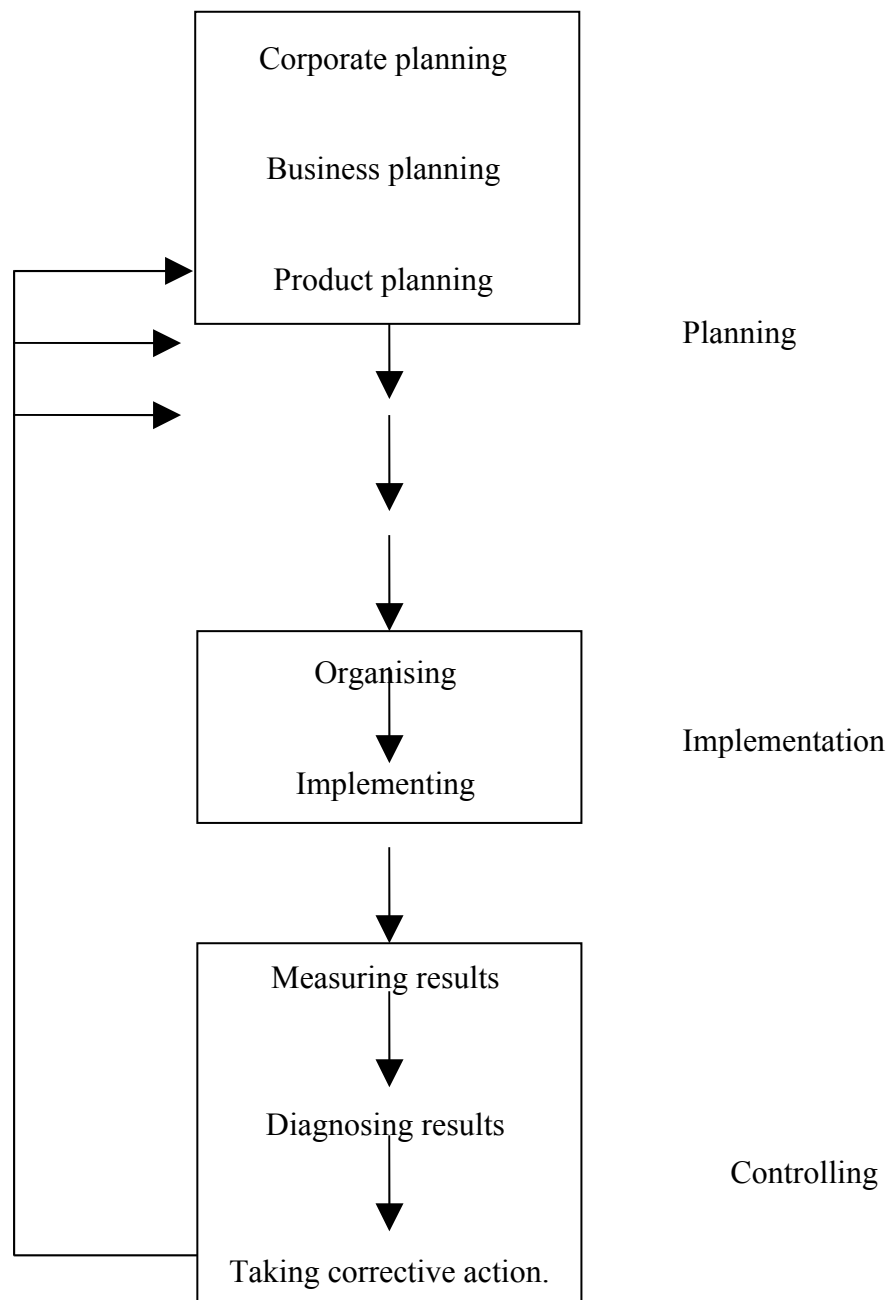 Corporate planning
Business planning
Product planning
Planning
Organising
Implementation
Implementing
Measuring results
Diagnosing results
Controlling
Taking corrective action.